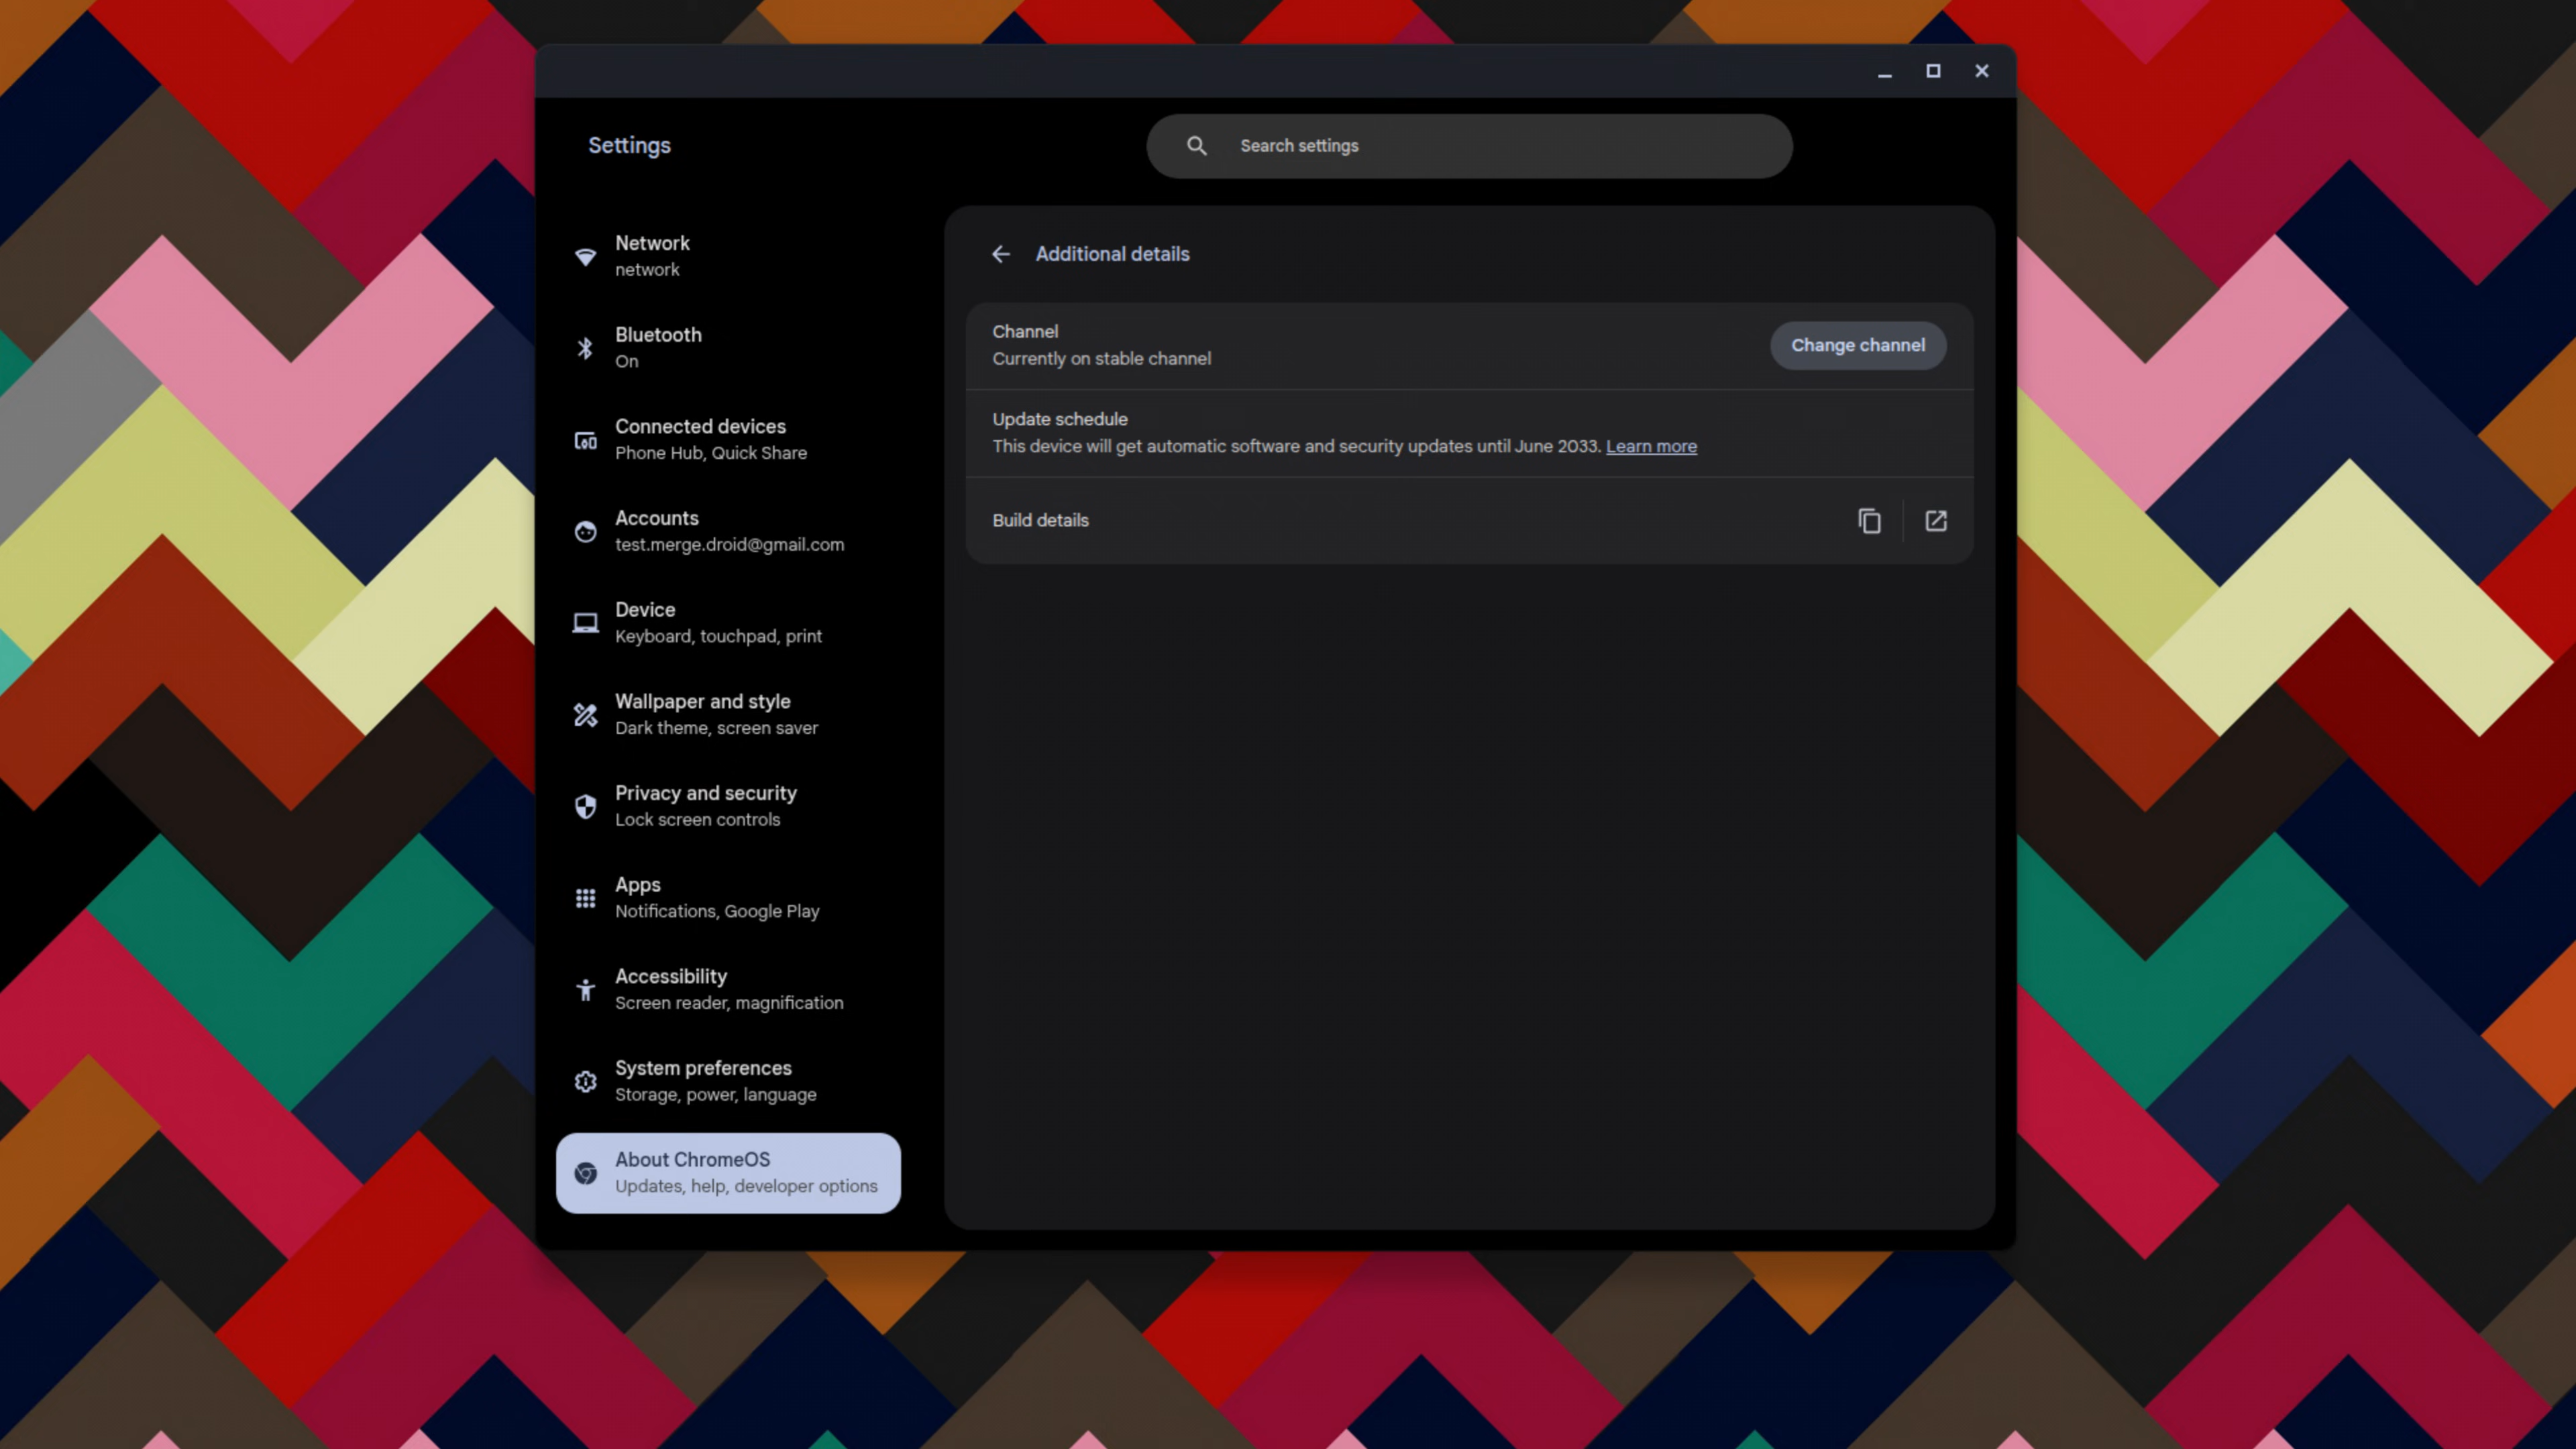 Settings
Search settings
Network
network
Bluetooth
On
Connected devices
Phone Hub, Quick Share
Accounts
test.merge.droid@gmail.com
Device
Keyboard, touchpad, print
Wallpaper and style
Dark theme, screen saver
Privacy and security
Lock screen controls
Apps
Notifications, Google Play
Accessibility
Screen reader, magnification
System preferences
Storage, power, language
About ChromeOS
Updates, help, developer options
Additional details
Channel
Currently on stable channel
Change channel
Update schedule
This device will get automatic software and security updates until June 2033. Learn more
Build details